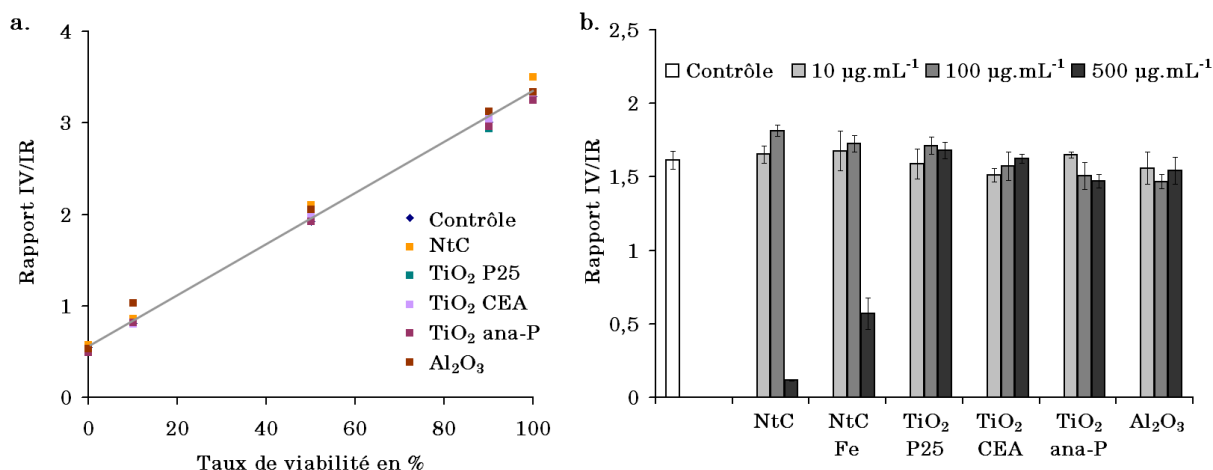 a.
Rapport IV/IR
4
3
2
1
0
0 20 40 60 80 100
Taux de viabilité en %
Contrôle
NtC
TiO₂ P25
TiO₂ CEA
TiO₂ ana-P
Al₂O₃
b.
Rapport IV/IR
2,5
2
1,5
1
0,5
0
Contrôle 10 µg.mL⁻¹ 100 µg.mL⁻¹ 500 µg.mL⁻¹
NtC NtC TiO₂ TiO₂ TiO₂ Al₂O₃
Fe P25 CEA ana-P